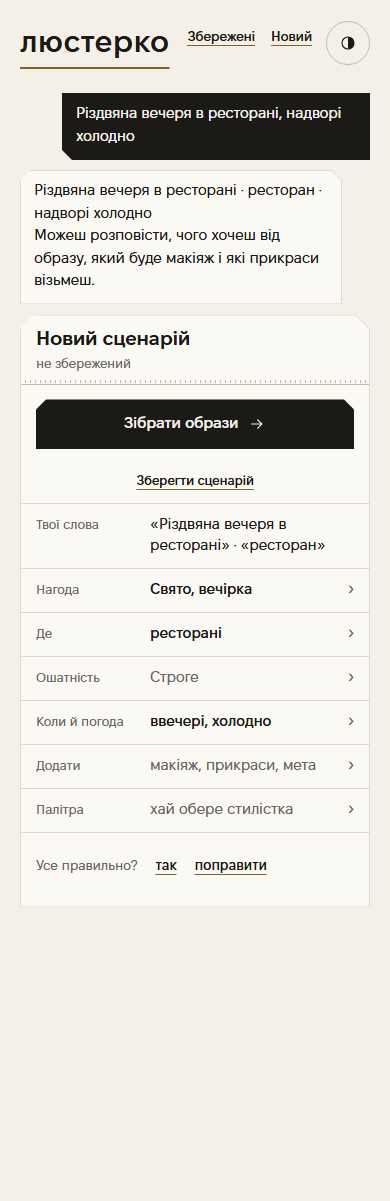 люстерко
Збережені Новий
Різдвяна вечеря в ресторані, надворі
холодно
Різдвяна вечеря в ресторані · ресторан ·
надворі холодно
Можеш розповісти, чого хочеш від
образу, який буде макіяж і які прикраси
візьмеш.
Новий сценарій
не збережений
Зібрати образи →
Зберегти сценарій
Твої слова «Різдвяна вечеря в
ресторані» · «ресторан»
Нагода Свято, вечірка ›
Де ресторані ›
Ошатність Строге ›
Коли й погода ввечері, холодно ›
Додати макіяж, прикраси, мета ›
Палітра хай обере стилістка ›
Усе правильно? так поправити